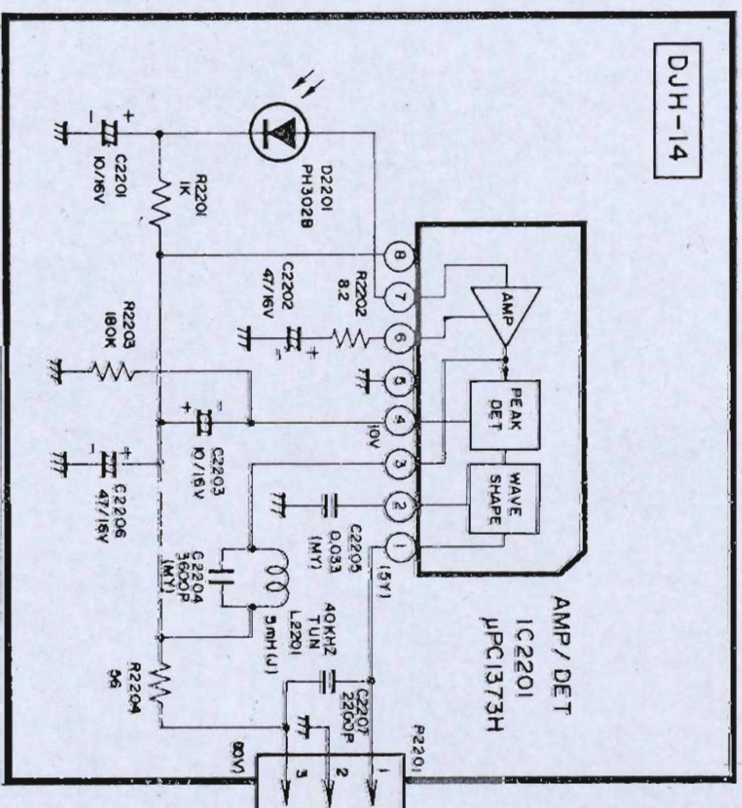 DJH-14
AMP/DET
IC2201
µPC1373H
AMP
PEAK
DET
WAVE
SHAPE
8
7
6
5
4
3
2
1
10V
(5Y)
D2201
PH302B
R2201
1K
C2201
10/16V
+
-
R2202
8.2
C2202
47/16V
+
-
R2203
180K
C2203
10/16V
-
+
C2206
47/16V
+
-
C2205
0.033
(MY)
C2204
3600P
(MY)
5mH(J)
L2201
TUN
40KHZ
C2207
2200P
R2204
56
P2201
1
2
3